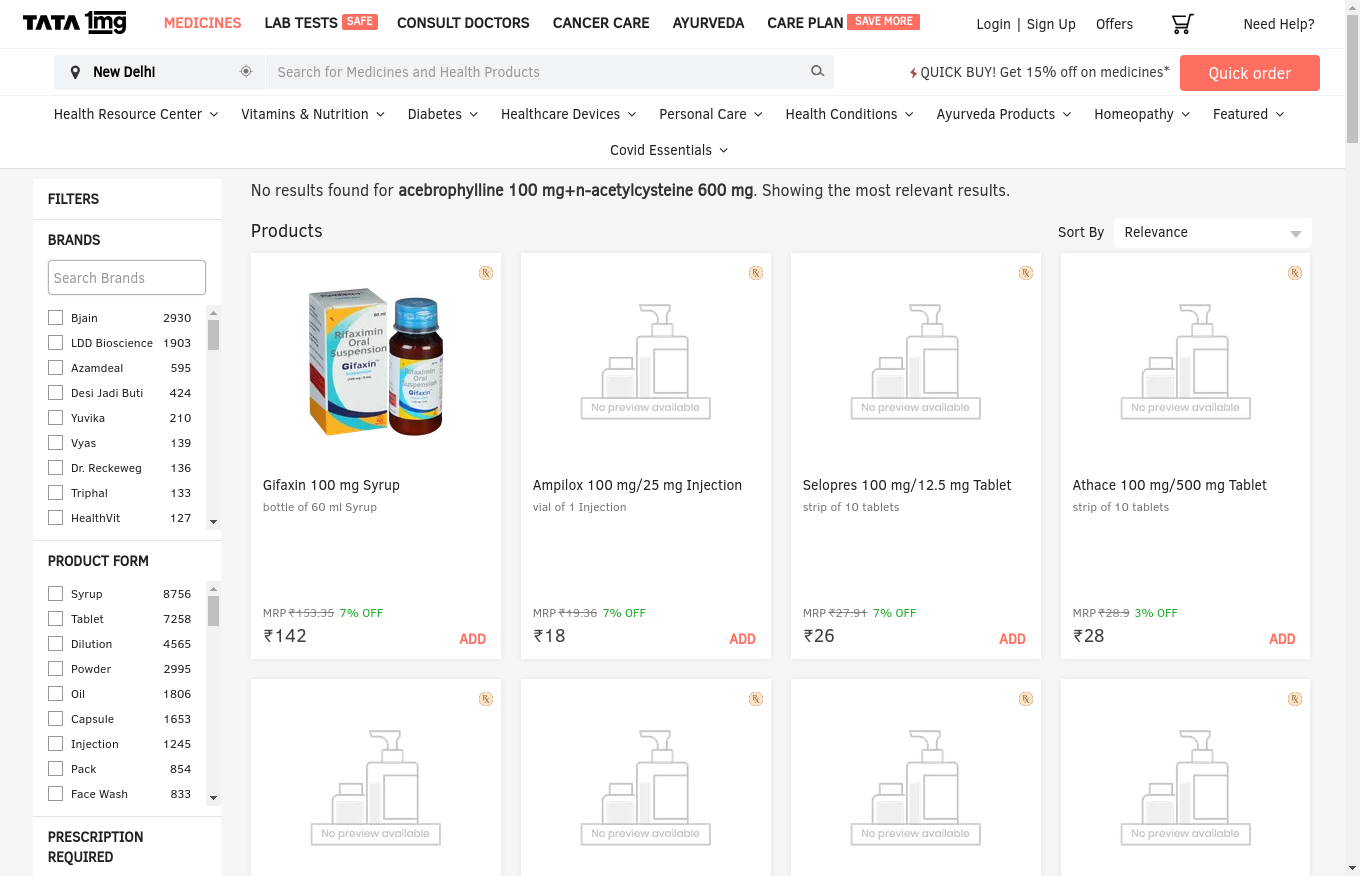 TATA 1mg
MEDICINES
LAB TESTS SAFE
CONSULT DOCTORS
CANCER CARE
AYURVEDA
CARE PLAN SAVE MORE
Login | Sign Up
Offers
Need Help?
New Delhi
Search for Medicines and Health Products
QUICK BUY! Get 15% off on medicines*
Quick order
Health Resource Center
Vitamins & Nutrition
Diabetes
Healthcare Devices
Personal Care
Health Conditions
Ayurveda Products
Homeopathy
Featured
Covid Essentials
FILTERS
BRANDS
Search Brands
Bjain 2930
LDD Bioscience 1903
Azamdeal 595
Desi Jadi Buti 424
Yuvika 210
Vyas 139
Dr. Reckeweg 136
Triphal 133
HealthVit 127
PRODUCT FORM
Syrup 8756
Tablet 7258
Dilution 4565
Powder 2995
Oil 1806
Capsule 1653
Injection 1245
Pack 854
Face Wash 833
PRESCRIPTION
REQUIRED
No results found for acebrophylline 100 mg+n-acetylcysteine 600 mg. Showing the most relevant results.
Products
Sort By Relevance
Rifaximin
Oral
Suspension
Gifaxin
Rifaximin
Oral
Suspension
Gifaxin
Gifaxin 100 mg Syrup
bottle of 60 ml Syrup
MRP ₹153.35 7% OFF
₹142
ADD
No preview available
Ampilox 100 mg/25 mg Injection
vial of 1 Injection
MRP ₹19.36 7% OFF
₹18
ADD
No preview available
Selopres 100 mg/12.5 mg Tablet
strip of 10 tablets
MRP ₹27.91 7% OFF
₹26
ADD
No preview available
Athace 100 mg/500 mg Tablet
strip of 10 tablets
MRP ₹28.9 3% OFF
₹28
ADD
No preview available
No preview available
No preview available
No preview available